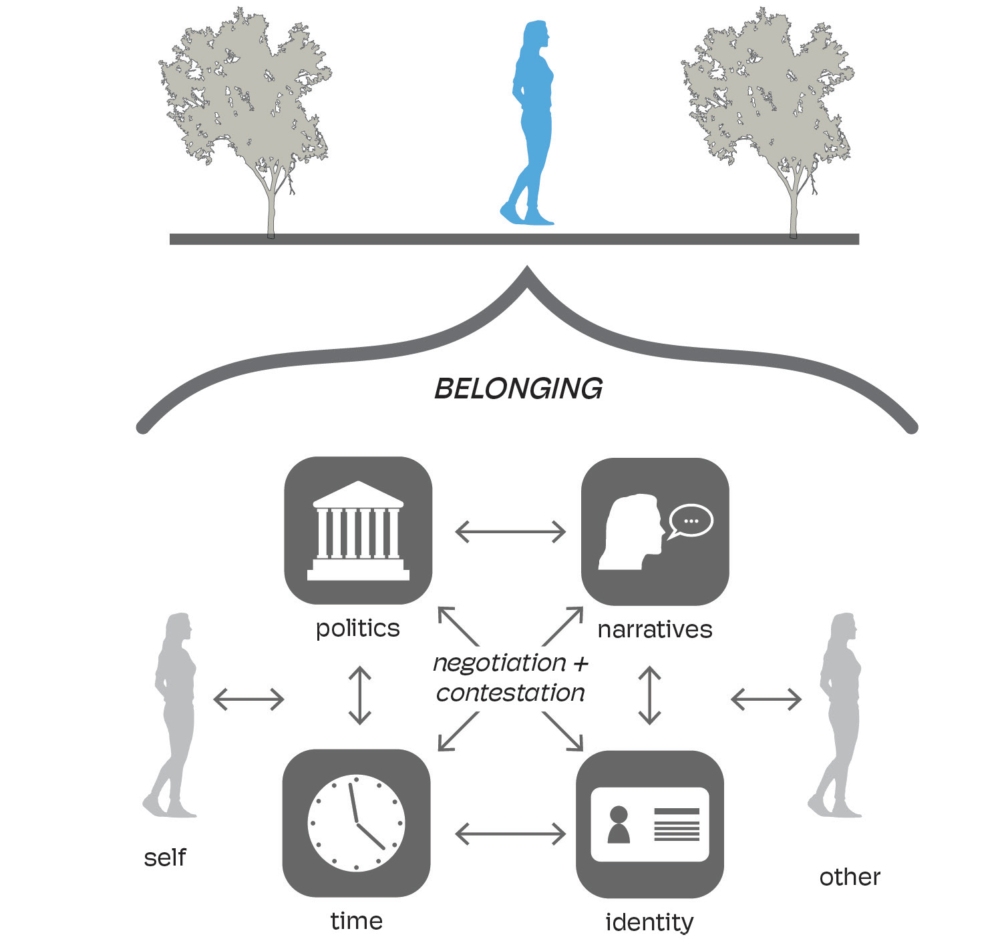 BELONGING
politics
narratives
negotiation +
contestation
self
other
time
identity